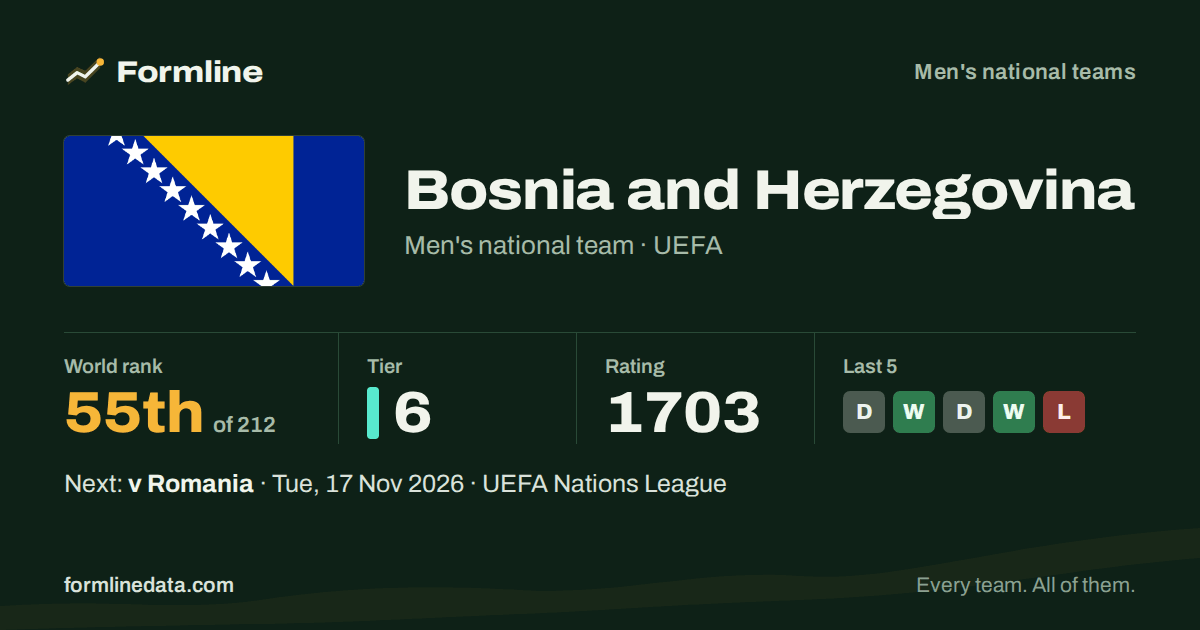 Formline
Men's national teams
Bosnia and Herzegovina
Men's national team · UEFA
World rank
55th of 212
Tier
6
Rating
1703
Last 5
D W D W L
Next: v Romania · Tue, 17 Nov 2026 · UEFA Nations League
formlinedata.com
Every team. All of them.